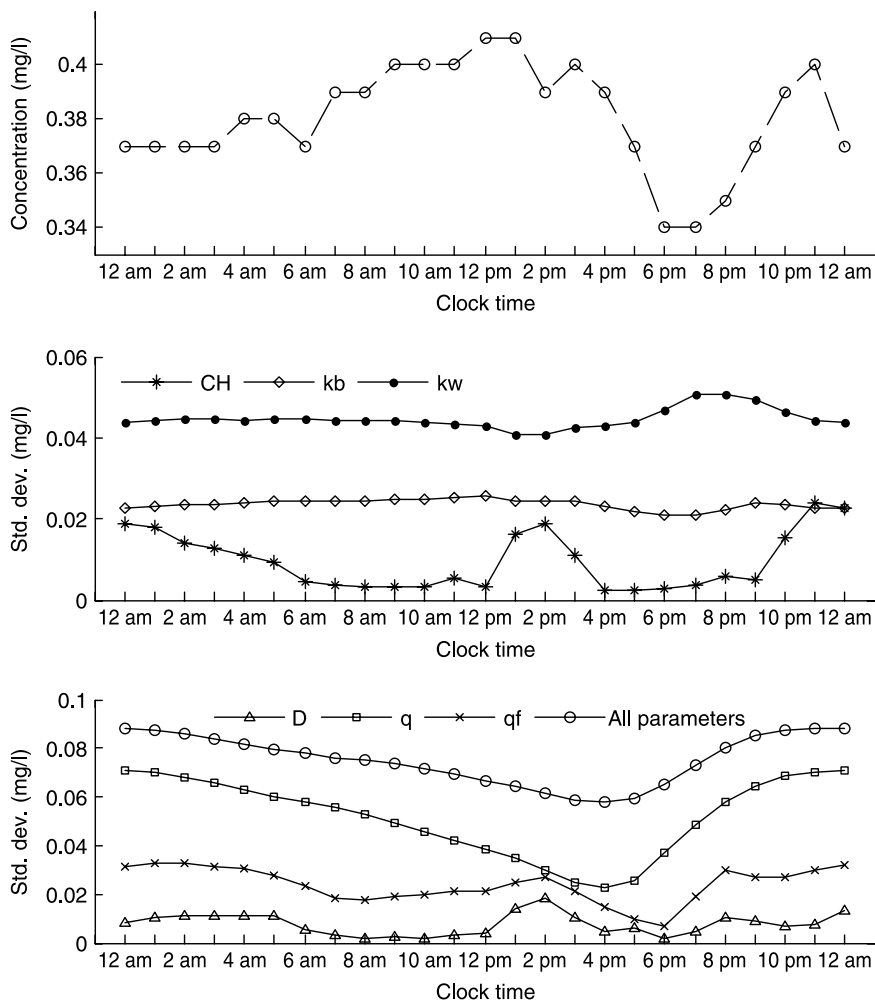 Concentration (mg/l)
0.4
0.38
0.36
0.34
12 am 2 am 4 am 6 am 8 am 10 am 12 pm 2 pm 4 pm 6 pm 8 pm 10 pm 12 am
Clock time
Std. dev. (mg/l)
0.06
0.04
0.02
0
CH kb kw
12 am 2 am 4 am 6 am 8 am 10 am 12 pm 2 pm 4 pm 6 pm 8 pm 10 pm 12 am
Clock time
Std. dev. (mg/l)
0.1
0.08
0.06
0.04
0.02
0
D q qf All parameters
12 am 2 am 4 am 6 am 8 am 10 am 12 pm 2 pm 4 pm 6 pm 8 pm 10 pm 12 am
Clock time